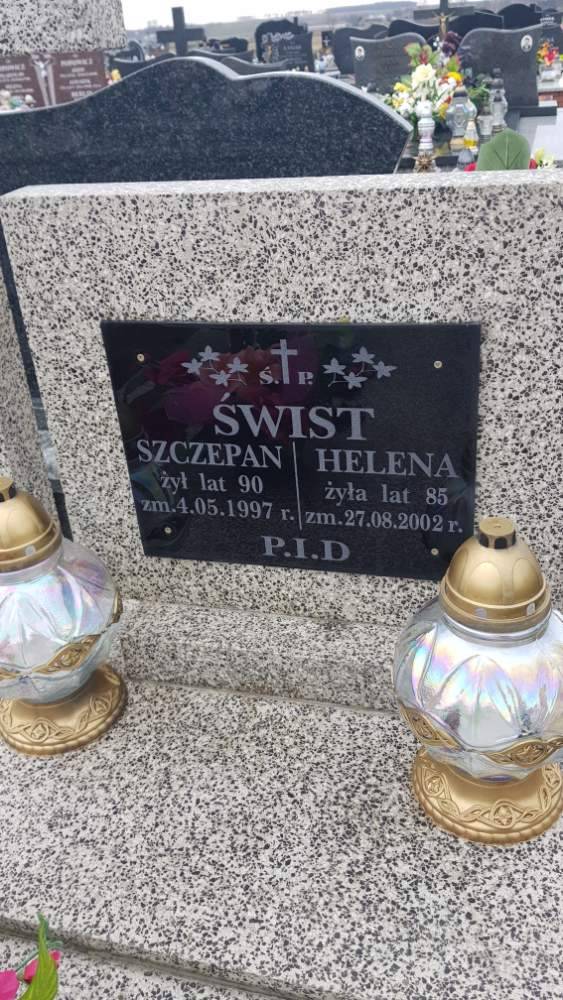 Ś. P.
ŚWIST
SZCZEPAN
żył lat 90
zm.4.05.1997 r.
HELENA
żyła lat 85
zm.27.08.2002 r.
P.I.D